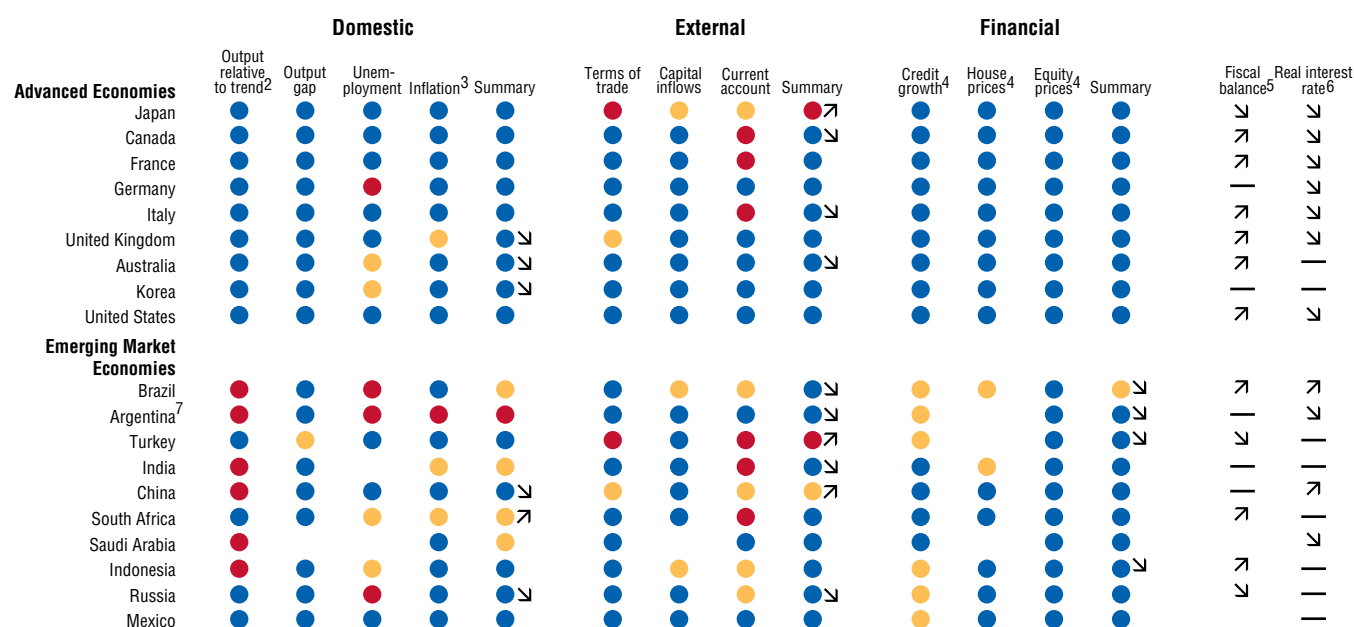 Domestic External Financial
Output relative to trend2 Output gap Unem-ployment Inflation3 Summary Terms of trade Capital inflows Current account Summary Credit growth4 House prices4 Equity prices4 Summary Fiscal balance5 Real interest rate6
Advanced Economies
Japan
Canada
France
Germany
Italy
United Kingdom
Australia
Korea
United States
Emerging Market
Economies
Brazil
Argentina7
Turkey
India
China
South Africa
Saudi Arabia
Indonesia
Russia
Mexico